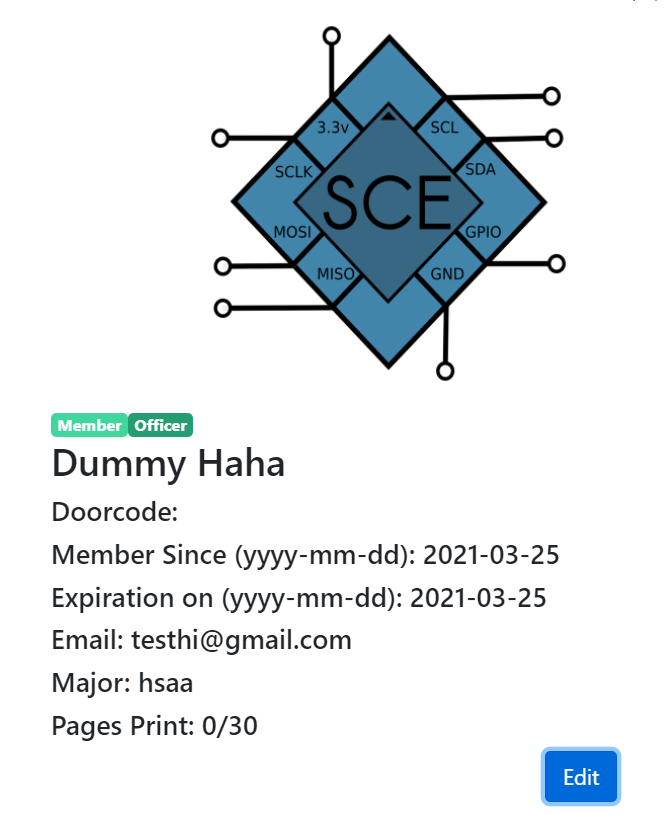 3.3v SCL
SCLK SDA
SCE
MOSI GPIO
MISO GND
Member Officer
Dummy Haha
Doorcode:
Member Since (yyyy-mm-dd): 2021-03-25
Expiration on (yyyy-mm-dd): 2021-03-25
Email: testhi@gmail.com
Major: hsaa
Pages Print: 0/30
Edit